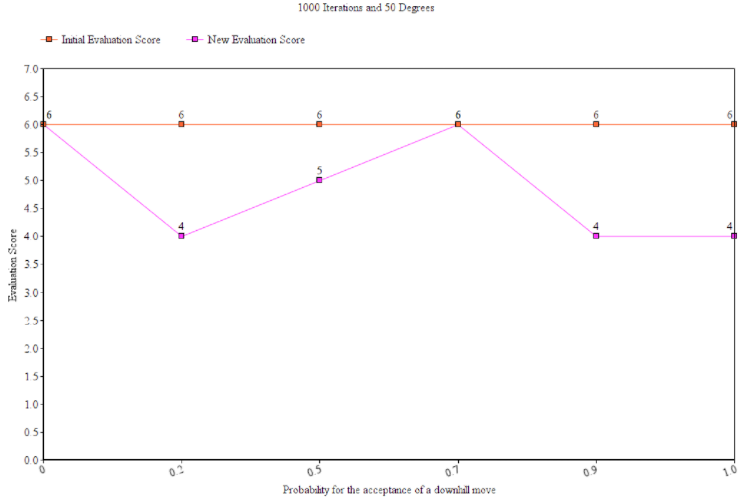 1000 Iterations and 50 Degrees
Initial Evaluation Score
New Evaluation Score
7.0
6.5
6.0
5.5
5.0
4.5
4.0
3.5
3.0
2.5
2.0
1.5
1.0
0.5
0.0
Evaluation Score
6 6 6 6 6 6
5
4 4 4
0 0.2 0.5 0.7 0.9 1.0
Probability for the acceptance of a downhill move